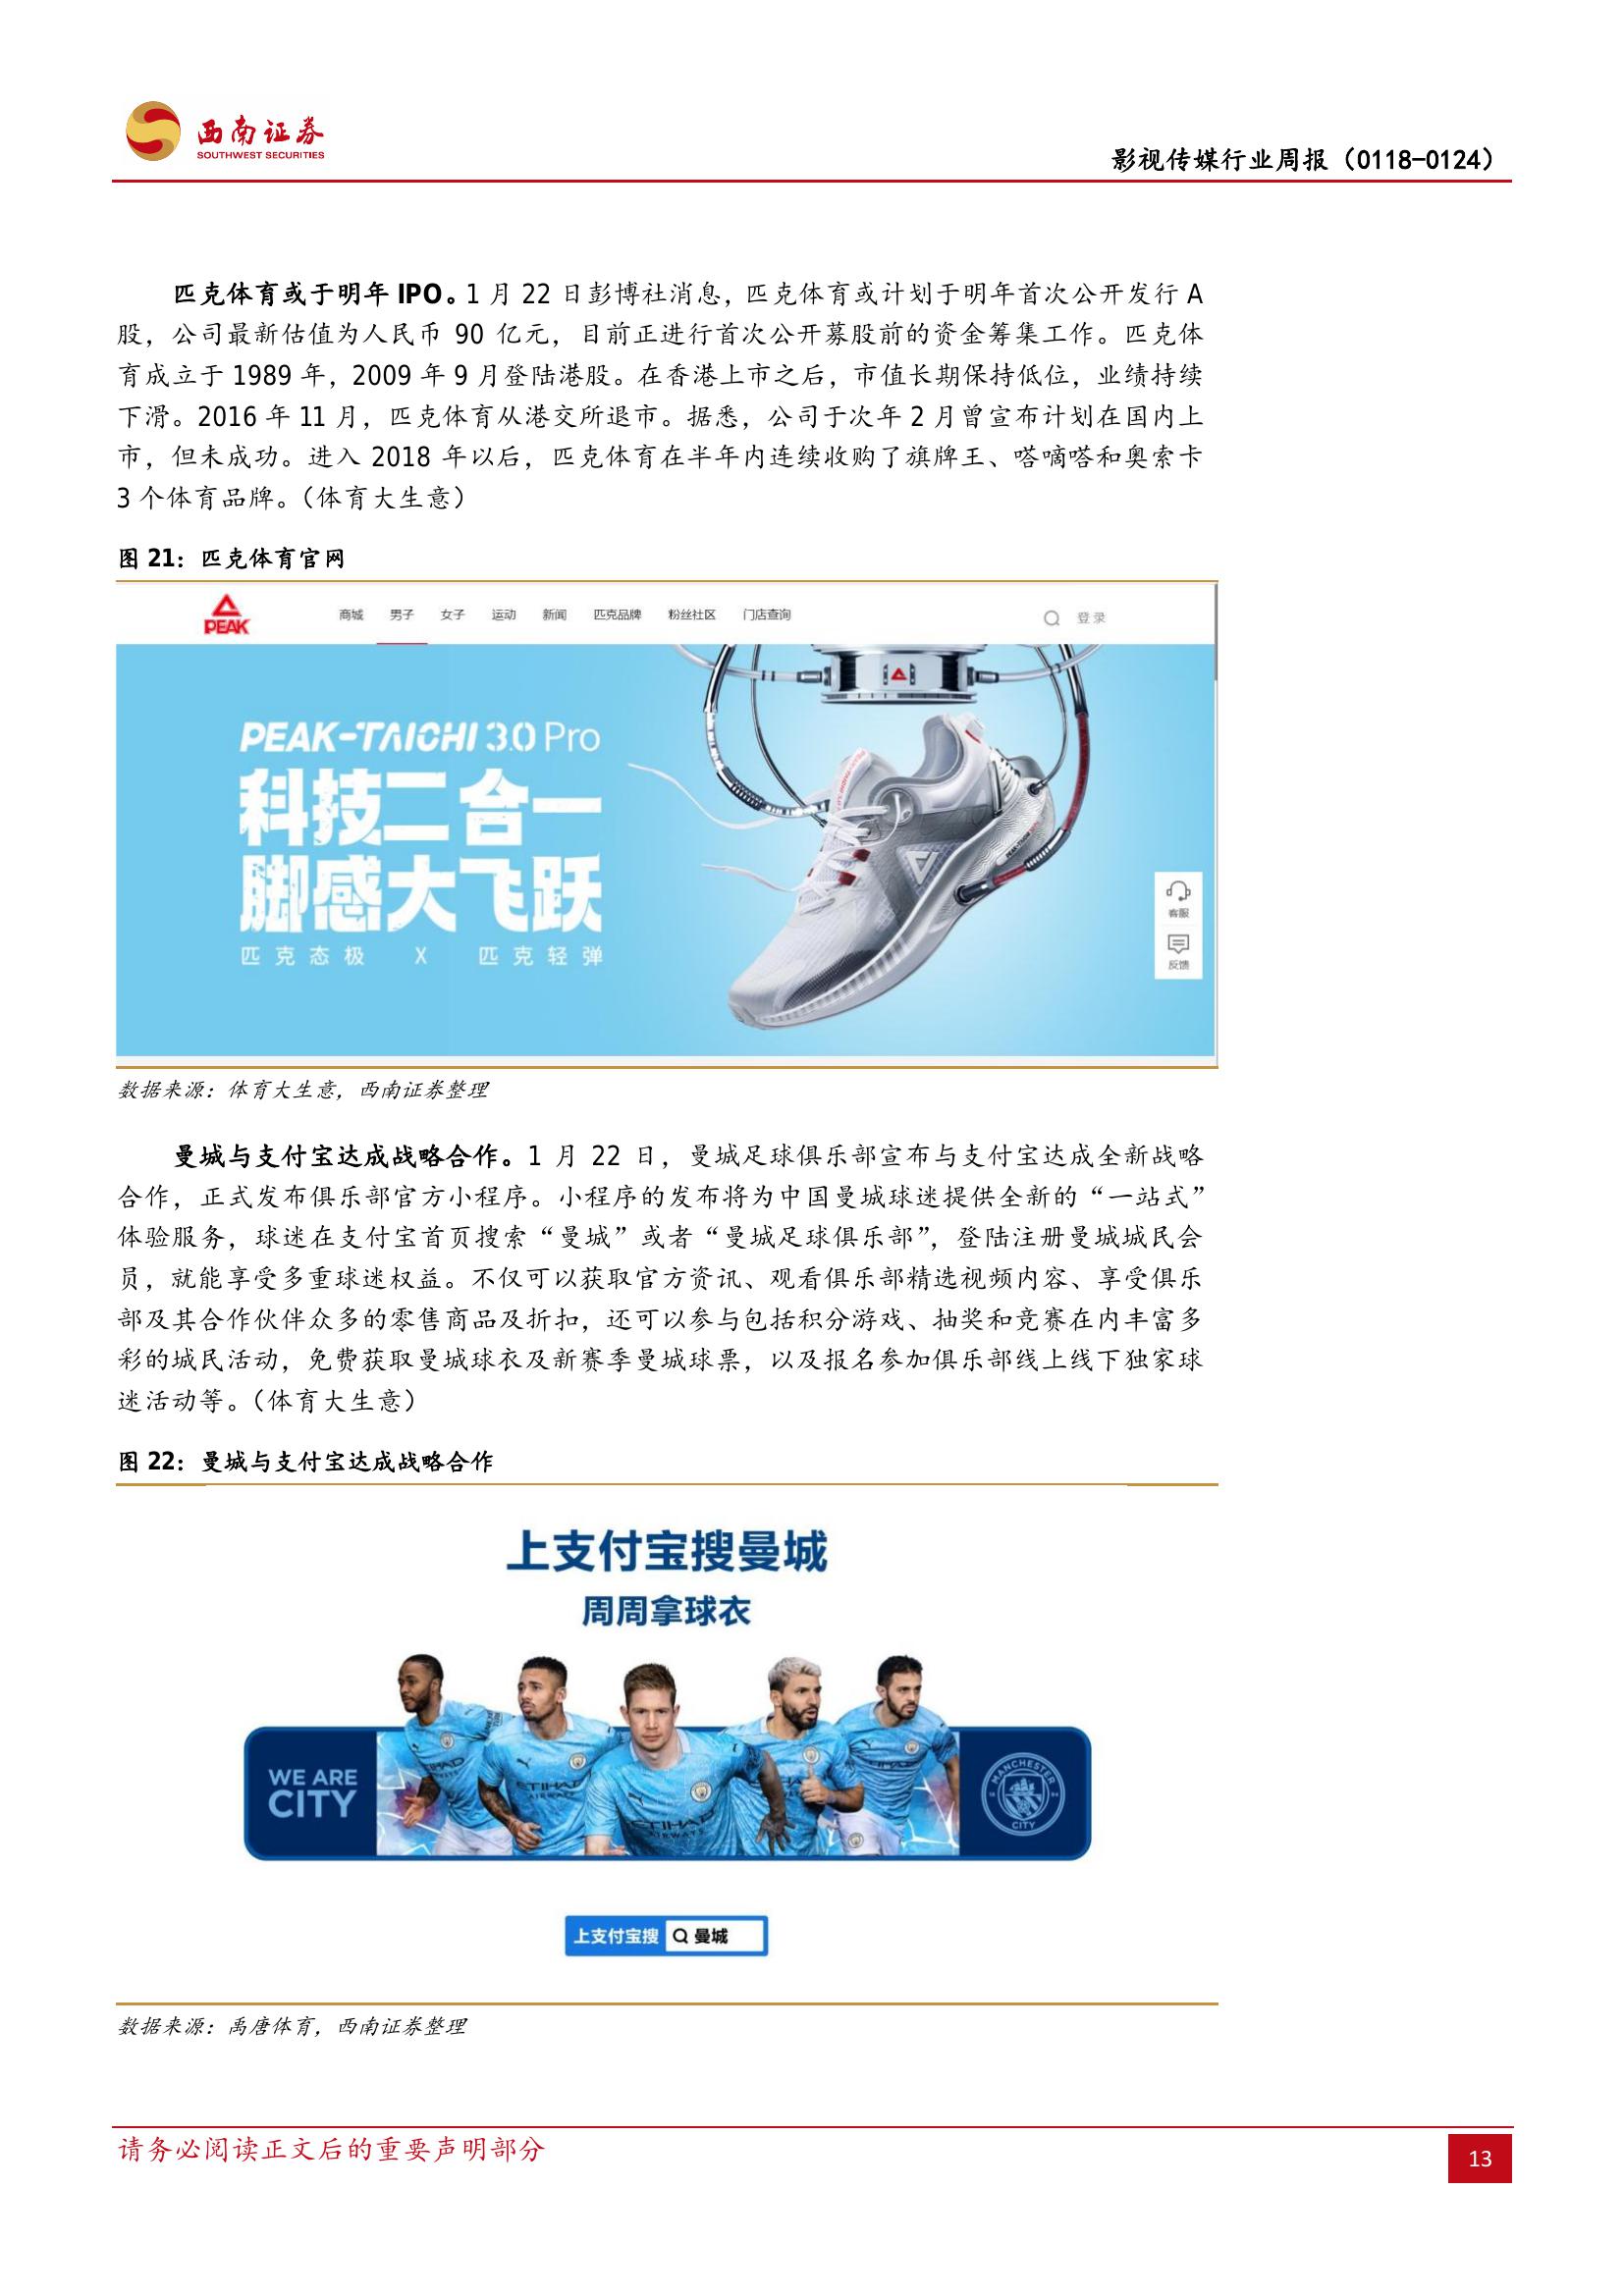 西南证券
SOUTHWEST SECURITIES
影视传媒行业周报（0118-0124）
匹克体育或于明年 IPO。1 月 22 日彭博社消息，匹克体育或计划于明年首次公开发行 A
股，公司最新估值为人民币 90 亿元，目前正进行首次公开募股前的资金筹集工作。匹克体
育成立于 1989 年，2009 年 9 月登陆港股。在香港上市之后，市值长期保持低位，业绩持续
下滑。2016 年 11 月，匹克体育从港交所退市。据悉，公司于次年 2 月曾宣布计划在国内上
市，但未成功。进入 2018 年以后，匹克体育在半年内连续收购了旗牌王、嗒嘀嗒和奥索卡
3 个体育品牌。（体育大生意）
图 21：匹克体育官网
PEAK
商城 男子 女子 运动 新闻 匹克品牌 粉丝社区 门店查询 登录
PEAK-TAICHI 3.0 Pro
科技二合一
脚感大飞跃
匹克态极 X 匹克轻弹
客服
反馈
数据来源：体育大生意，西南证券整理
曼城与支付宝达成战略合作。1 月 22 日，曼城足球俱乐部宣布与支付宝达成全新战略
合作，正式发布俱乐部官方小程序。小程序的发布将为中国曼城球迷提供全新的“一站式”
体验服务，球迷在支付宝首页搜索“曼城”或者“曼城足球俱乐部”，登陆注册曼城城民会
员，就能享受多重球迷权益。不仅可以获取官方资讯、观看俱乐部精选视频内容、享受俱乐
部及其合作伙伴众多的零售商品及折扣，还可以参与包括积分游戏、抽奖和竞赛在内丰富多
彩的城民活动，免费获取曼城球衣及新赛季曼城球票，以及报名参加俱乐部线上线下独家球
迷活动等。（体育大生意）
图 22：曼城与支付宝达成战略合作
上支付宝搜曼城
周周拿球衣
WE ARE
CITY
ETIHAD
AIRWAYS
MANCHESTER
CITY
上支付宝搜 曼城
数据来源：禹唐体育，西南证券整理
请务必阅读正文后的重要声明部分
13